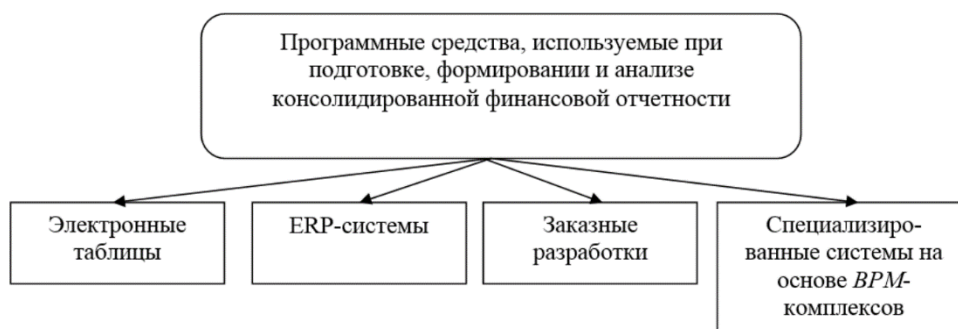 Программные средства, используемые при
подготовке, формировании и анализе
консолидированной финансовой отчетности
Электронные
таблицы
ERP-системы
Заказные
разработки
Специализиро-
ванные системы на
основе BPM-
комплексов